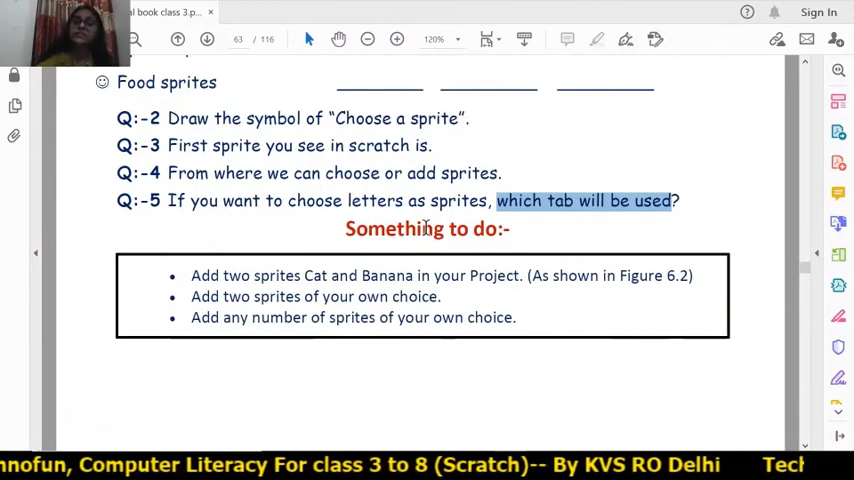 al book class 3.p...
×
Sign In
63 / 116
120%
Food sprites
Q:-2 Draw the symbol of "Choose a sprite".
Q:-3 First sprite you see in scratch is.
Q:-4 From where we can choose or add sprites.
Q:-5 If you want to choose letters as sprites, which tab will be used?
Something to do:-
• Add two sprites Cat and Banana in your Project. (As shown in Figure 6.2)
• Add two sprites of your own choice.
• Add any number of sprites of your own choice.
hnofun, Computer Literacy For class 3 to 8 (Scratch)-- By KVS RO Delhi Tech